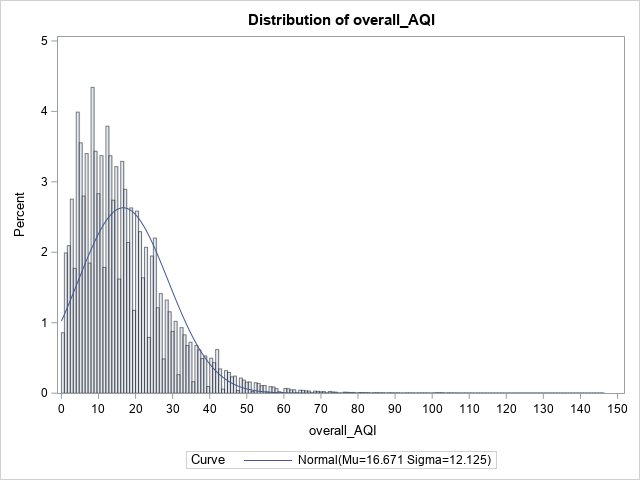 Distribution of overall_AQI
5
4
3
2
1
0
Percent
0 10 20 30 40 50 60 70 80 90 100 110 120 130 140 150
overall_AQI
Curve Normal(Mu=16.671 Sigma=12.125)